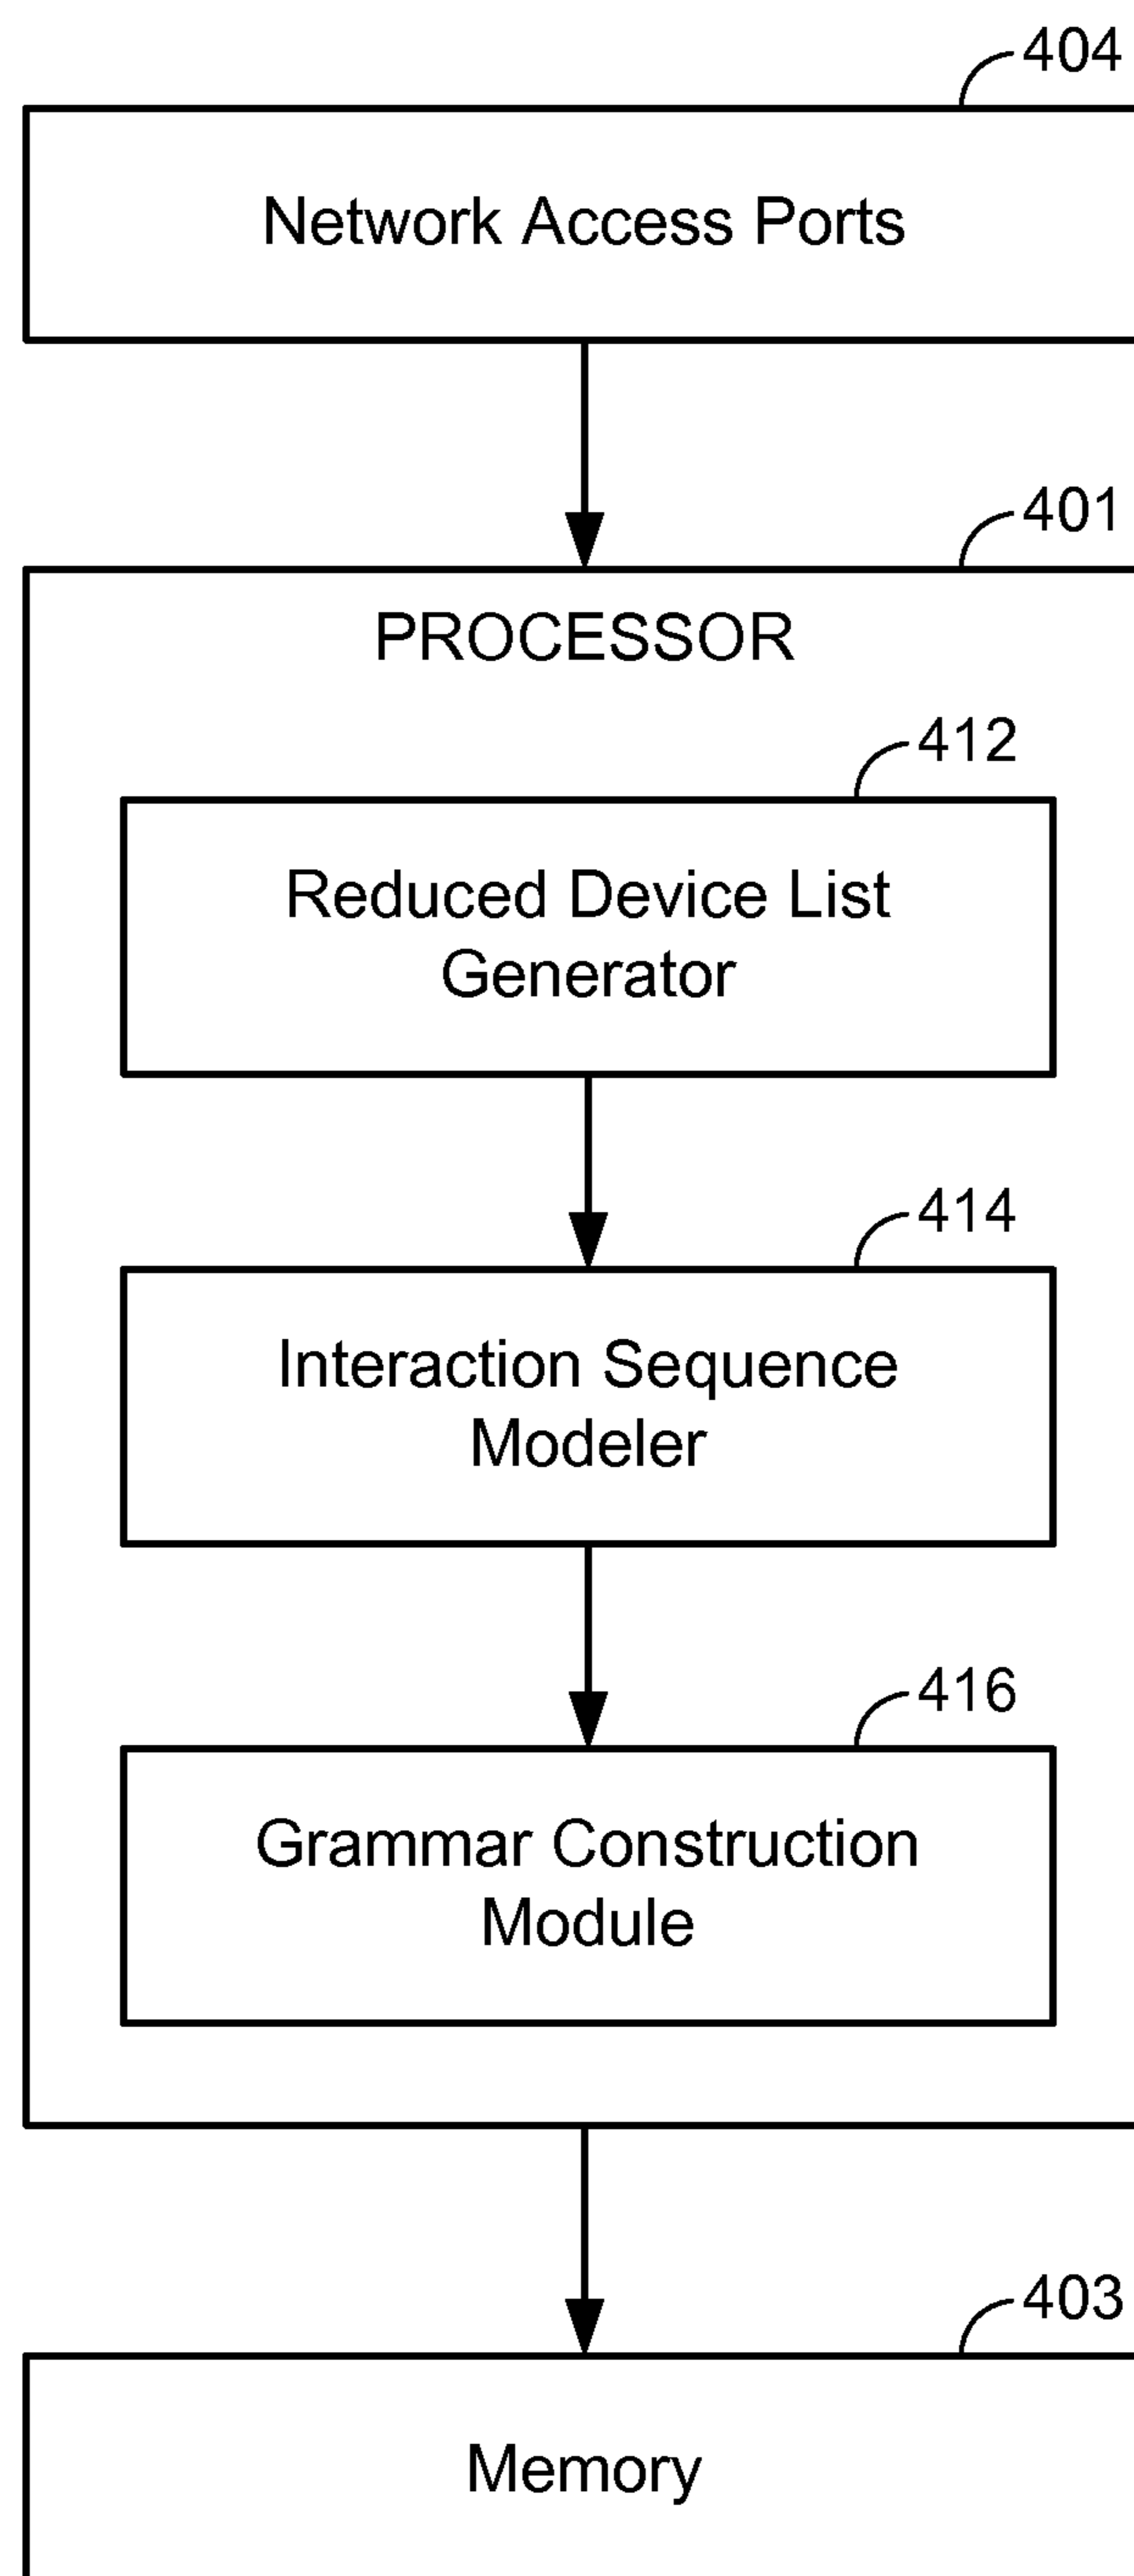 404
Network Access Ports
401
PROCESSOR
412
Reduced Device List
Generator
414
Interaction Sequence
Modeler
416
Grammar Construction
Module
403
Memory